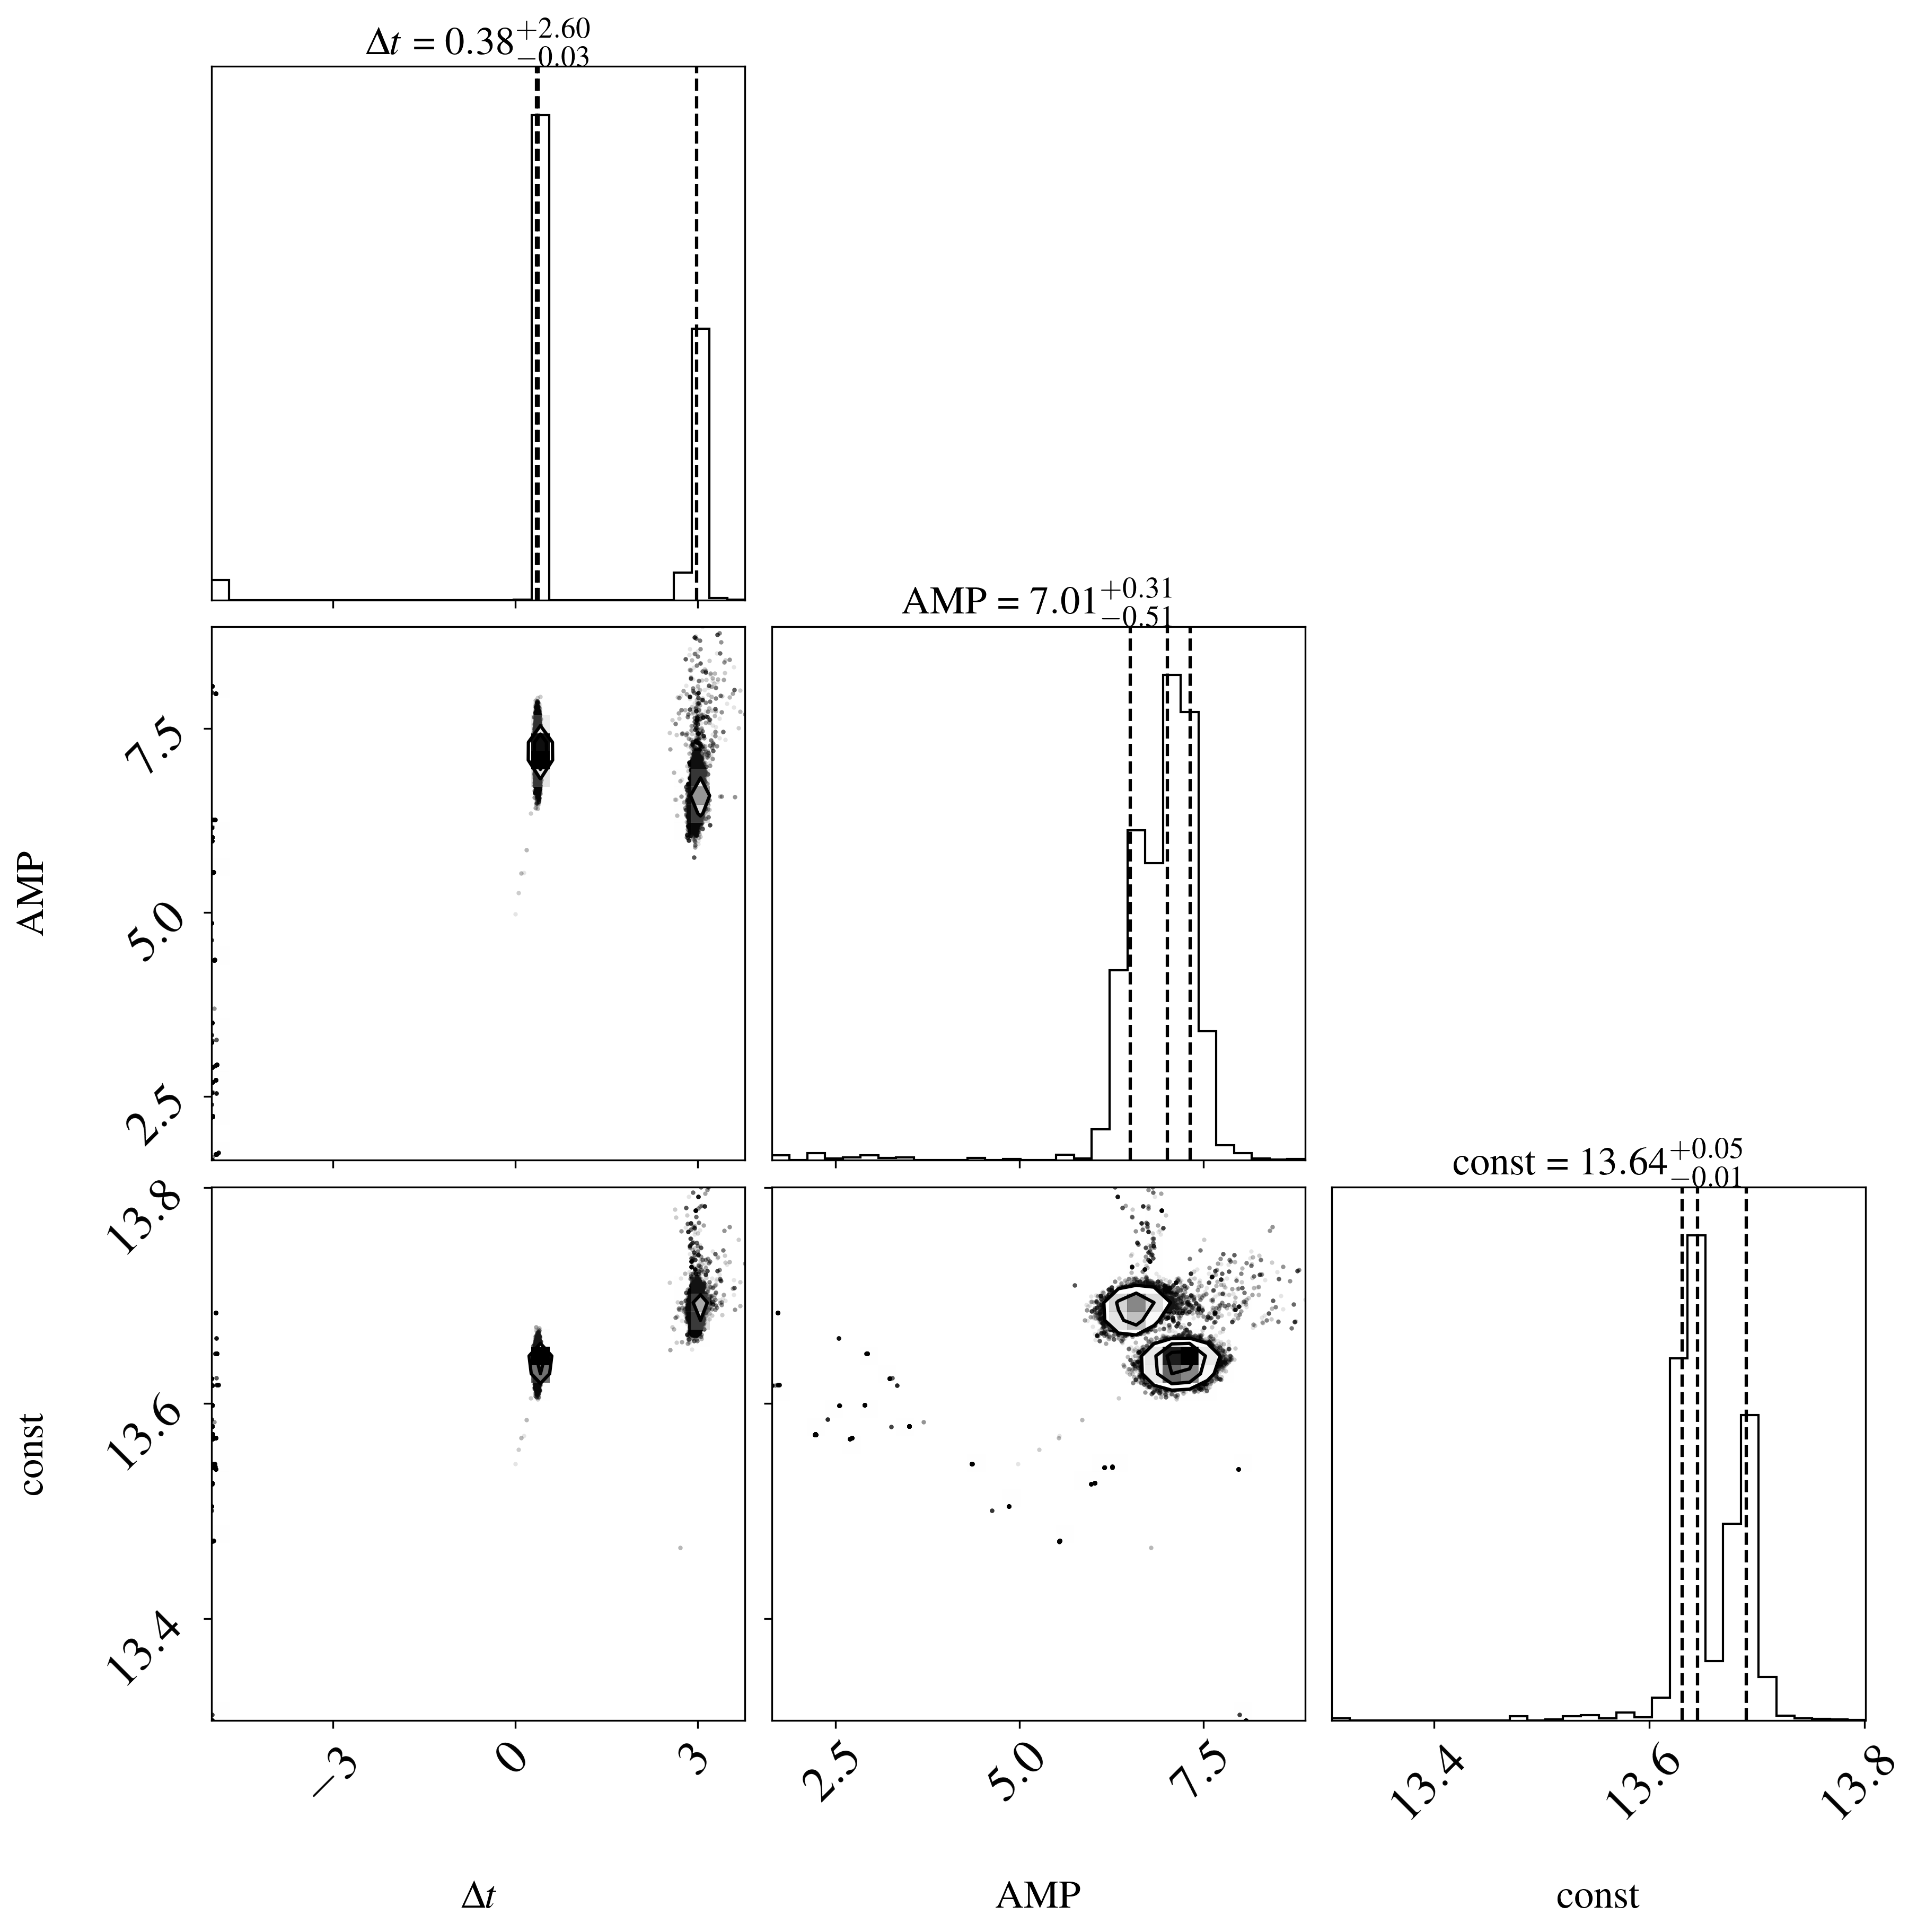 Δt = 0.38+2.60−0.03
AMP = 7.01+0.31−0.51
7.5
5.0
2.5
AMP
const = 13.64+0.05−0.01
13.8
13.6
13.4
const
−3
0
3
2.5
5.0
7.5
13.4
13.6
13.8
Δt
AMP
const